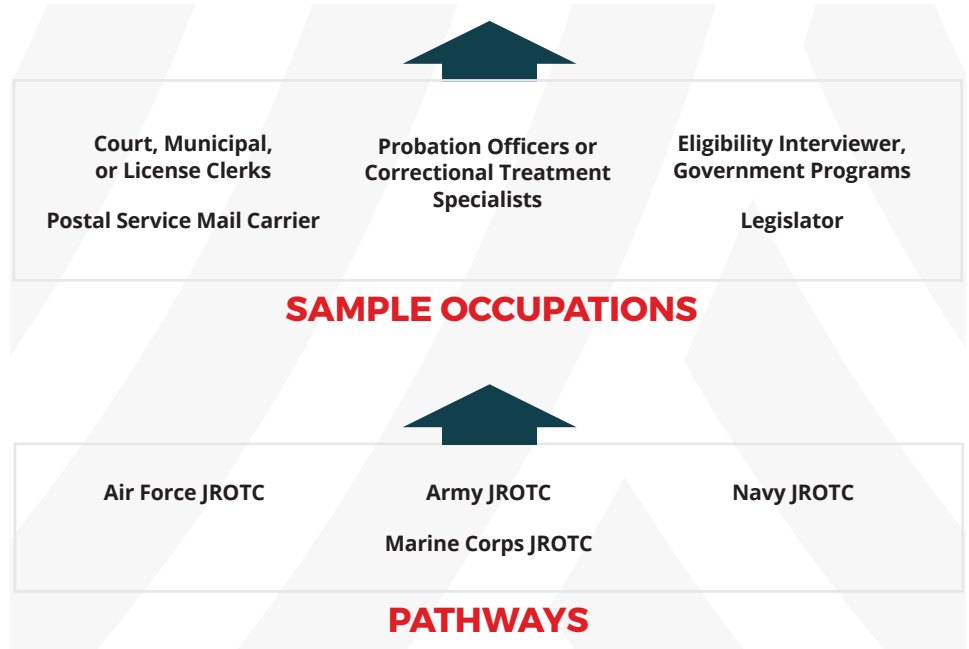 Court, Municipal,
or License Clerks
Postal Service Mail Carrier
Probation Officers or
Correctional Treatment
Specialists
Eligibility Interviewer,
Government Programs
Legislator
SAMPLE OCCUPATIONS
Air Force JROTC
Army JROTC
Marine Corps JROTC
Navy JROTC
PATHWAYS